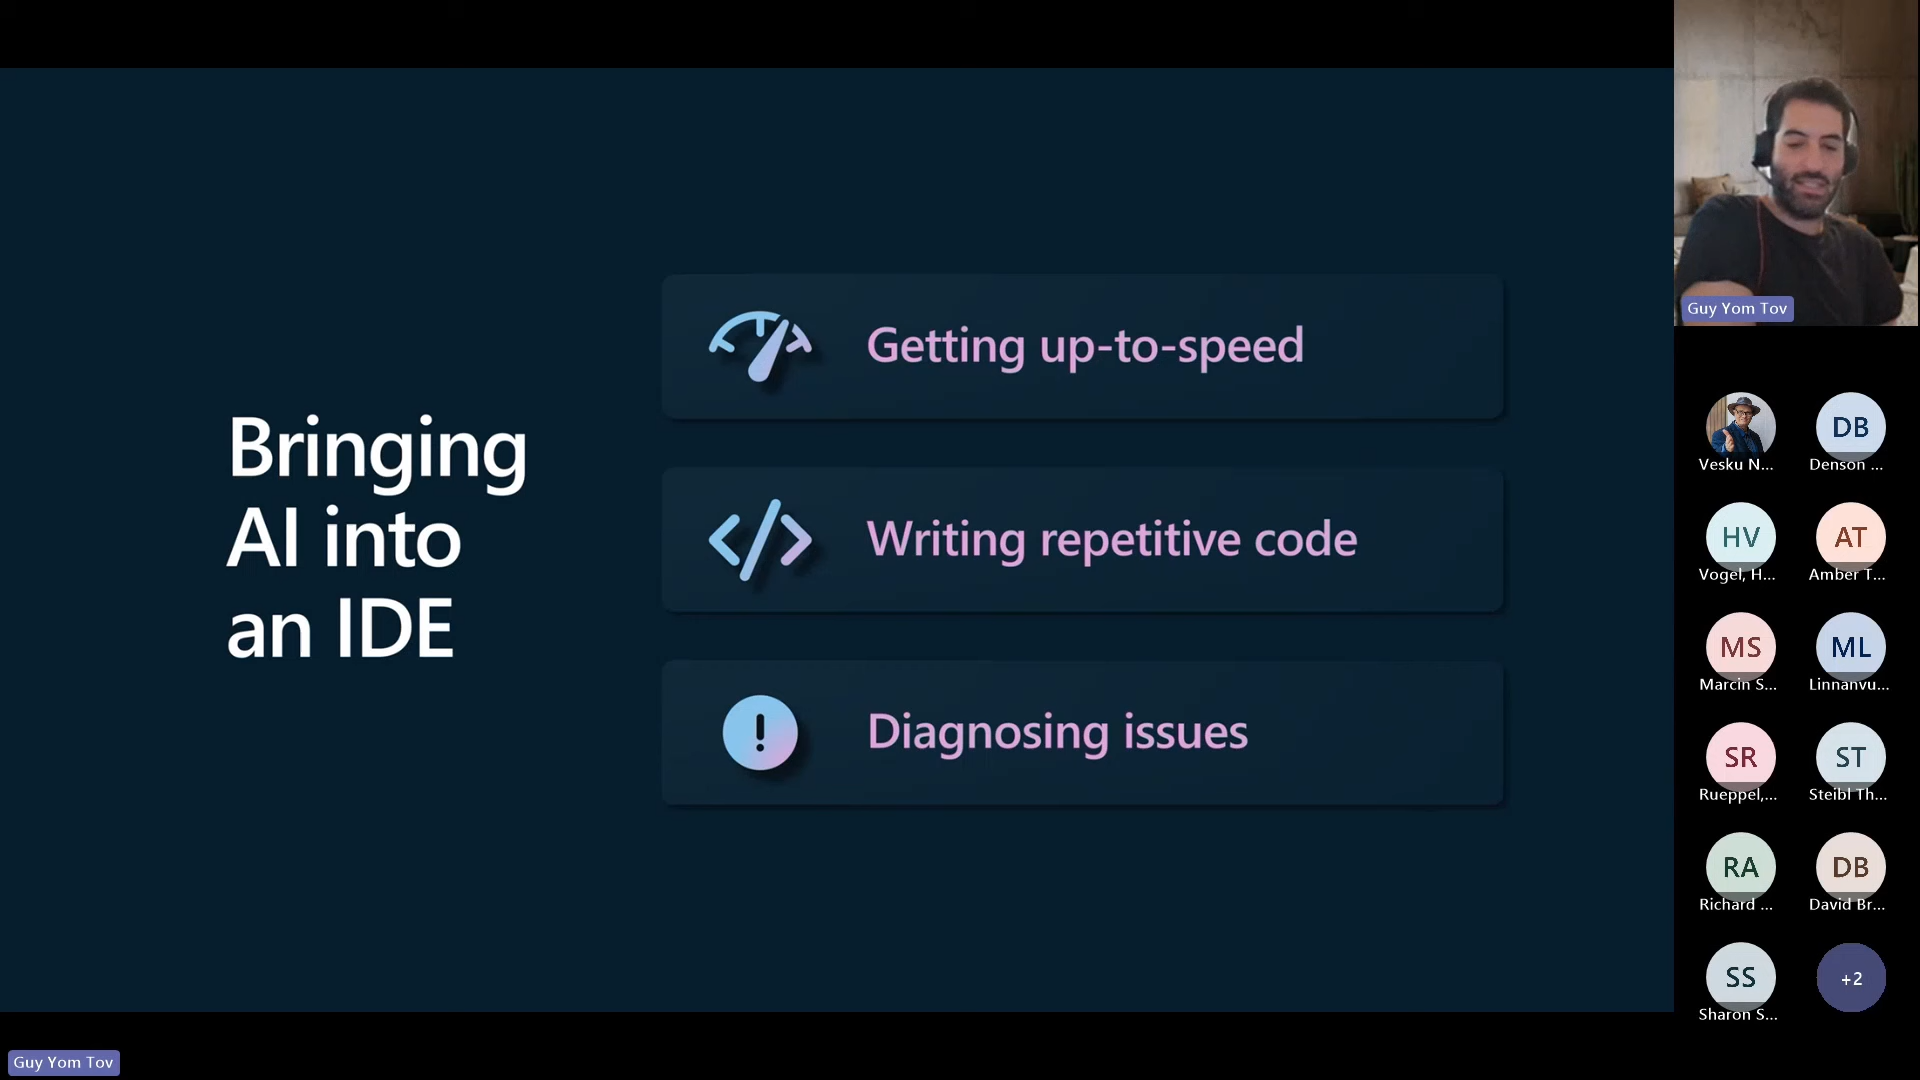 Bringing
AI into
an IDE
Getting up-to-speed
Writing repetitive code
Diagnosing issues
Guy Yom Tov
Vesku N...
DB
Denson ...
HV
Vogel, H...
AT
Amber T...
MS
Marcin S...
ML
Linnanvu...
SR
Rueppel,...
ST
Steibl Th...
RA
Richard ...
DB
David Br...
SS
Sharon S...
+2
Guy Yom Tov